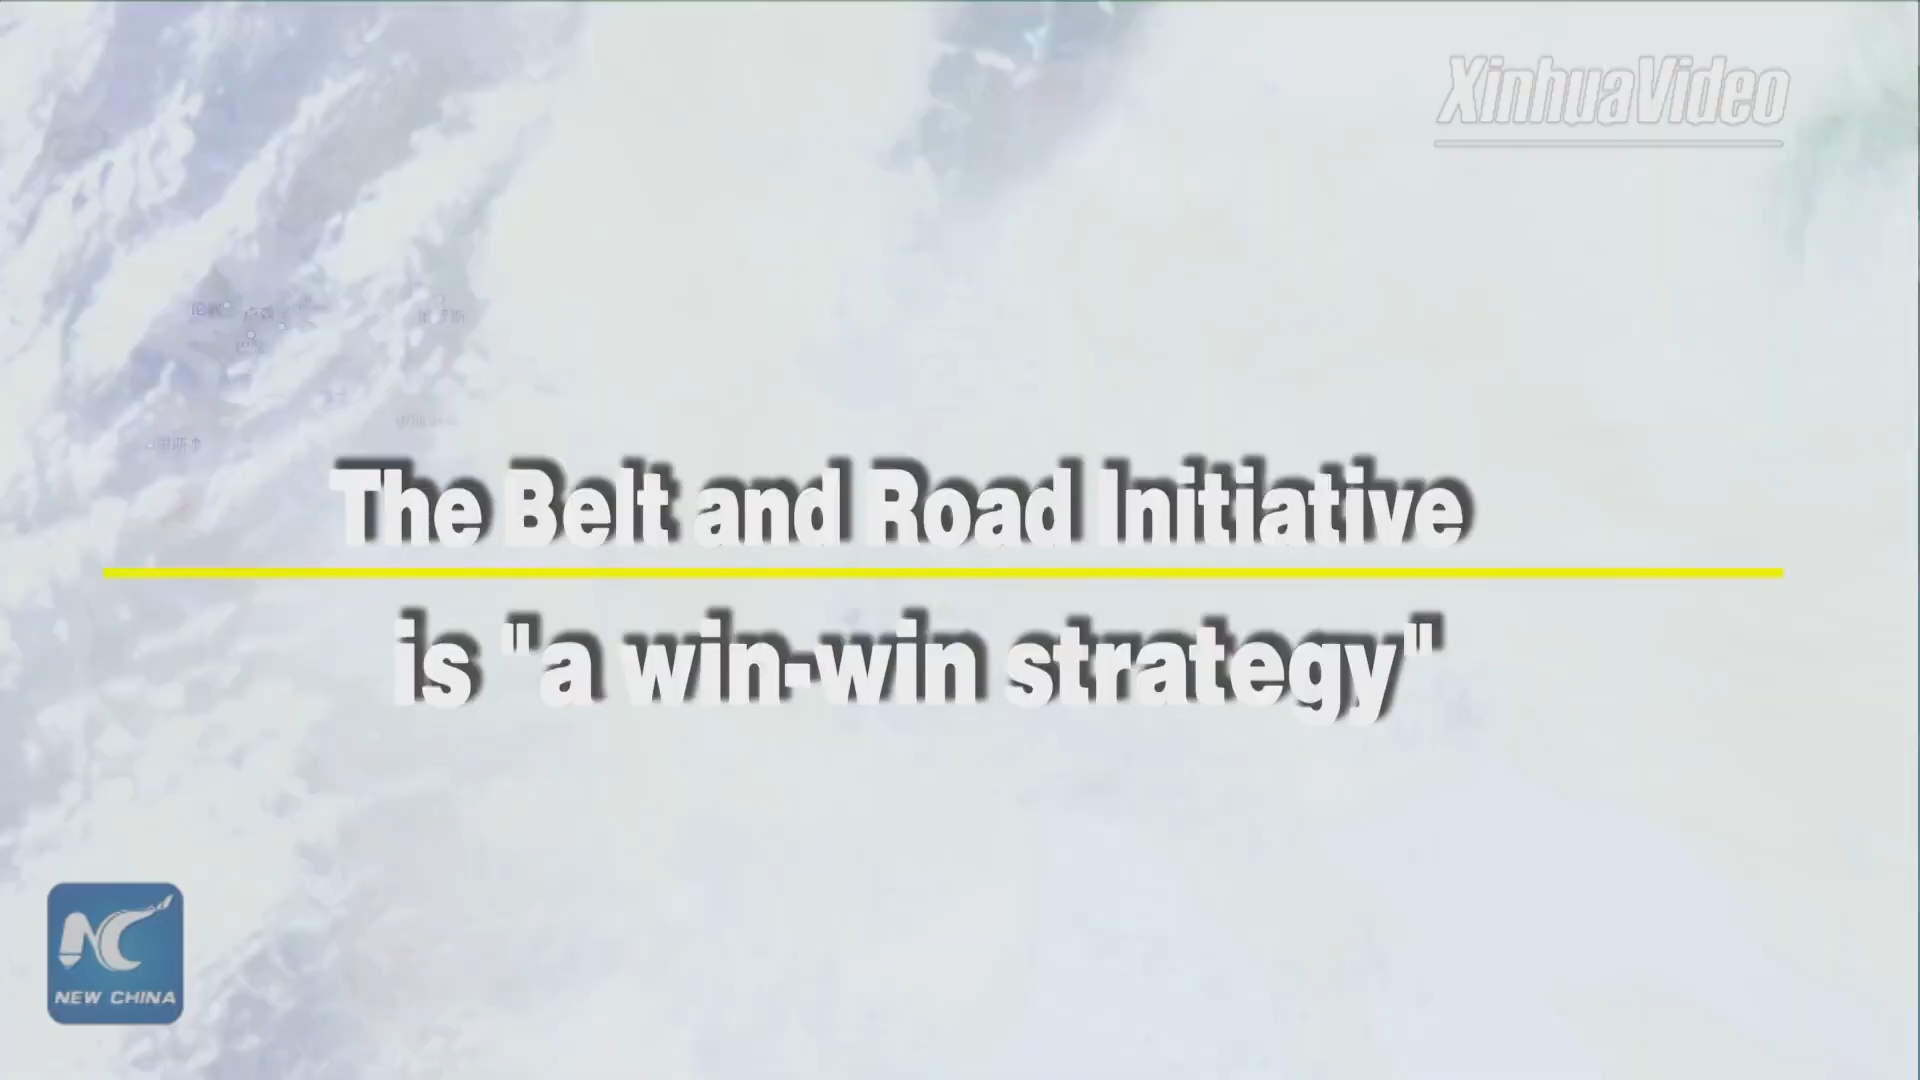 XinhuaVideo
The Belt and Road Initiative
is "a win-win strategy"
NEW CHINA